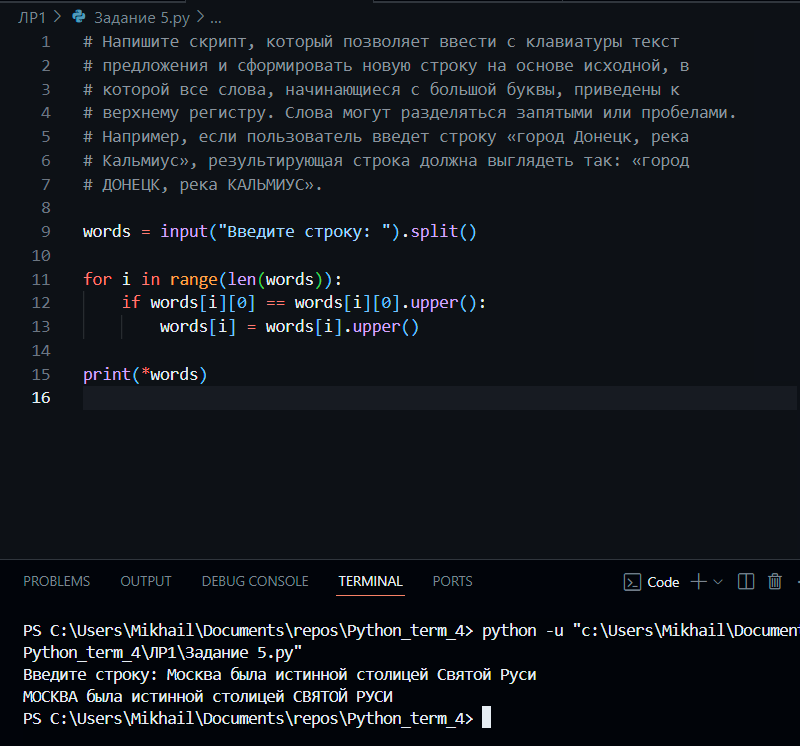 ЛР1 > Задание 5.py > ...
1 # Напишите скрипт, который позволяет ввести с клавиатуры текст
2 # предложения и сформировать новую строку на основе исходной, в
3 # которой все слова, начинающиеся с большой буквы, приведены к
4 # верхнему регистру. Слова могут разделяться запятыми или пробелами.
5 # Например, если пользователь введет строку «город Донецк, река
6 # Кальмиус», результирующая строка должна выглядеть так: «город
7 # ДОНЕЦК, река КАЛЬМИУС».
8
9 words = input("Введите строку: ").split()
10
11 for i in range(len(words)):
12     if words[i][0] == words[i][0].upper():
13         words[i] = words[i].upper()
14
15 print(*words)
16
PROBLEMS OUTPUT DEBUG CONSOLE TERMINAL PORTS Code
PS C:\Users\Mikhail\Documents\repos\Python_term_4> python -u "c:\Users\Mikhail\Documen
Python_term_4\ЛР1\Задание 5.py"
Введите строку: Москва была истинной столицей Святой Руси
МОСКВА была истинной столицей СВЯТОЙ РУСИ
PS C:\Users\Mikhail\Documents\repos\Python_term_4>